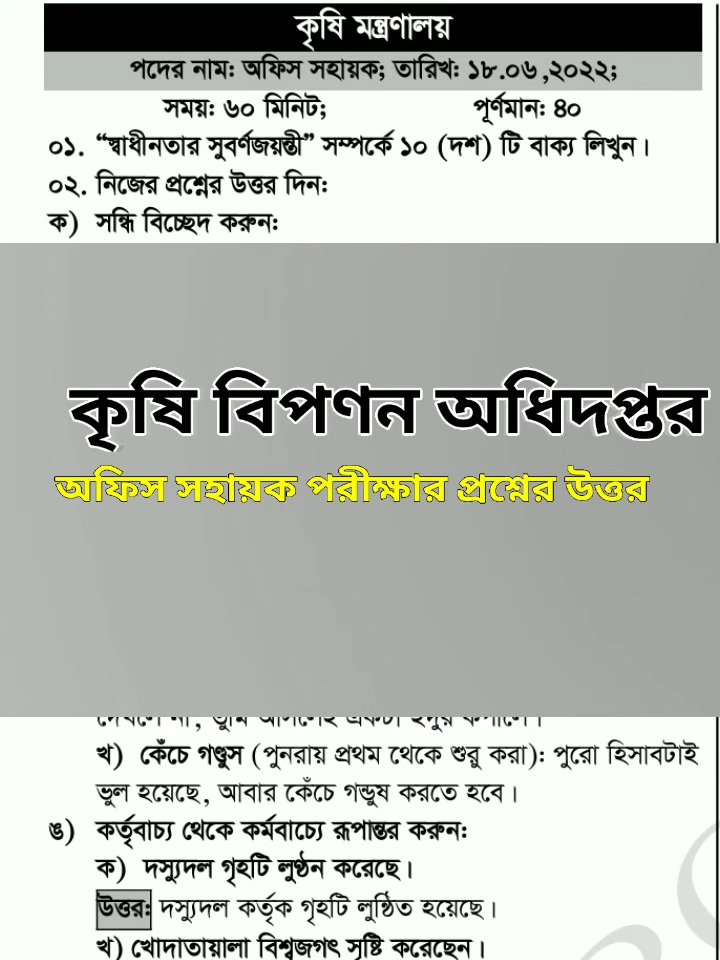 কৃষি মন্ত্রণালয়
পদের নাম: অফিস সহায়ক; তারিখ: ১৮.০৬,২০২২;
সময়: ৬০ মিনিট; পূর্ণমান: ৪০
০১. “স্বাধীনতার সুবর্ণজয়ন্তী” সম্পর্কে ১০ (দশ) টি বাক্য লিখুন।
০২. নিজের প্রশ্নের উত্তর দিন:
ক) সন্ধি বিচ্ছেদ করুন:
কৃষি বিপণন অধিদপ্তর
অফিস সহায়ক পরীক্ষার প্রশ্নের উত্তর
খ) কেঁচে গণ্ডুস (পুনরায় প্রথম থেকে শুরু করা): পুরো হিসাবটাই
ভুল হয়েছে, আবার কেঁচে গন্ডুষ করতে হবে।
ঙ) কর্তৃবাচ্য থেকে কর্মবাচ্যে রূপান্তর করুন:
ক) দস্যুদল গৃহটি লুণ্ঠন করেছে।
উত্তর: দস্যুদল কর্তৃক গৃহটি লুণ্ঠিত হয়েছে।
খ) খোদাতায়ালা বিশ্বজগৎ সৃষ্টি করেছেন।